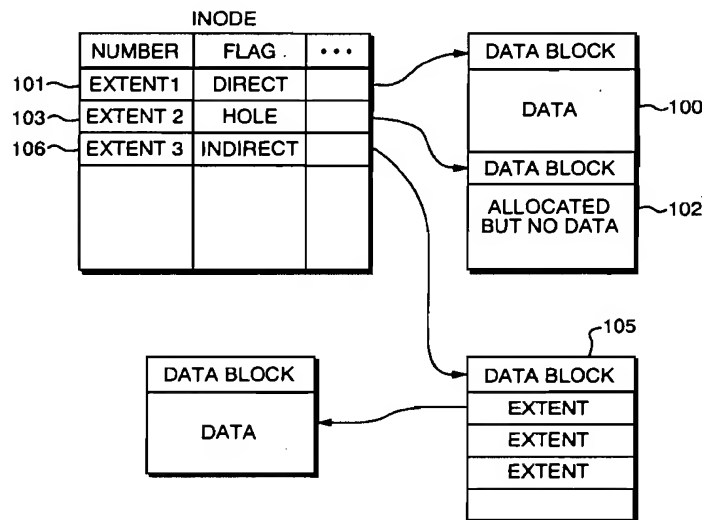 INODE
NUMBER FLAG •••
101 EXTENT1 DIRECT
103 EXTENT 2 HOLE
106 EXTENT 3 INDIRECT
DATA BLOCK
DATA
100
DATA BLOCK
ALLOCATED
BUT NO DATA
102
105
DATA BLOCK
EXTENT
EXTENT
EXTENT
DATA BLOCK
DATA